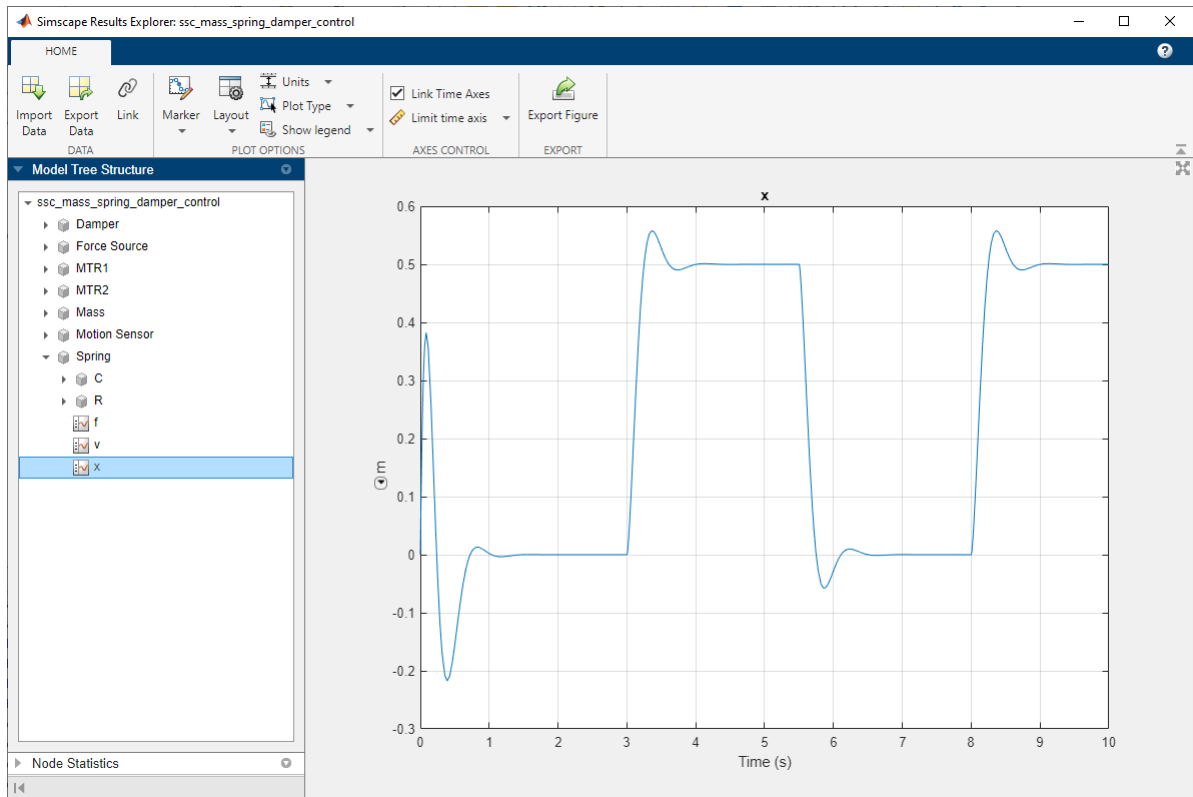 Simscape Results Explorer: ssc_mass_spring_damper_control
HOME
Import Data
Export Data
Link
DATA
Marker
Layout
Units
Plot Type
Show legend
PLOT OPTIONS
Link Time Axes
Limit time axis
AXES CONTROL
Export Figure
EXPORT
Model Tree Structure
ssc_mass_spring_damper_control
Damper
Force Source
MTR1
MTR2
Mass
Motion Sensor
Spring
C
R
f
v
x
Node Statistics
x
0.6
0.5
0.4
0.3
0.2
0.1
0
-0.1
-0.2
-0.3
m
0 1 2 3 4 5 6 7 8 9 10
Time (s)